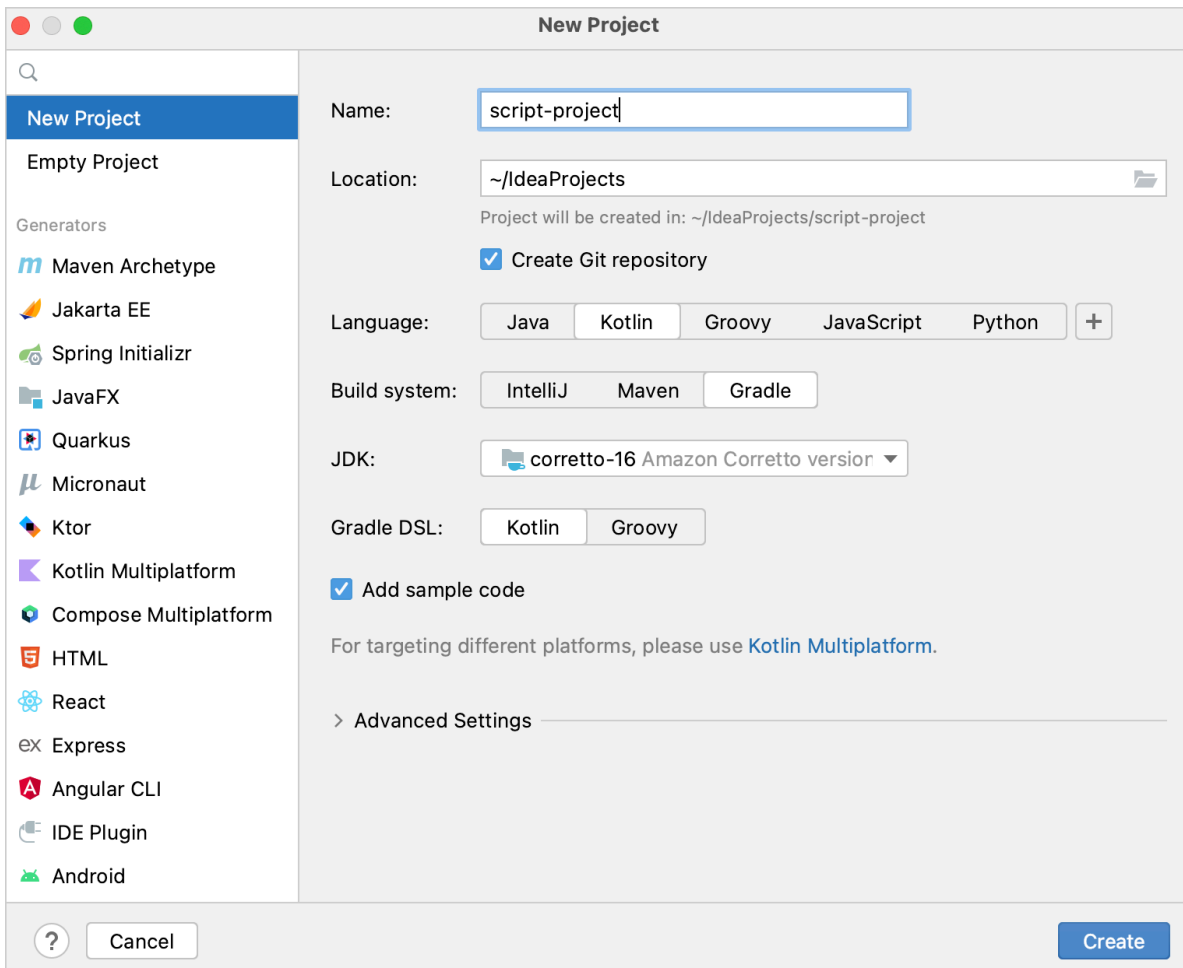 New Project
New Project
Empty Project
Generators
Maven Archetype
Jakarta EE
Spring Initializr
JavaFX
Quarkus
Micronaut
Ktor
Kotlin Multiplatform
Compose Multiplatform
HTML
React
ex Express
Angular CLI
IDE Plugin
Android
Name: script-project
Location: ~/IdeaProjects
Project will be created in: ~/IdeaProjects/script-project
Create Git repository
Language: Java Kotlin Groovy JavaScript Python +
Build system: IntelliJ Maven Gradle
JDK: corretto-16 Amazon Corretto version
Gradle DSL: Kotlin Groovy
Add sample code
For targeting different platforms, please use Kotlin Multiplatform.
Advanced Settings
? Cancel Create